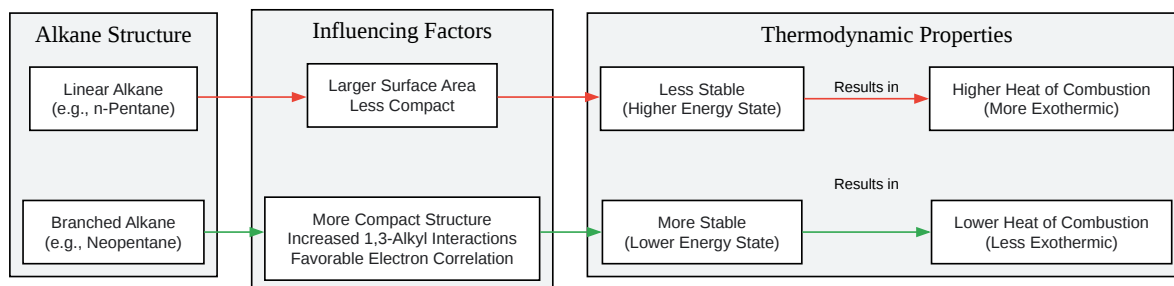 Alkane Structure
Linear Alkane
(e.g., n-Pentane)
Branched Alkane
(e.g., Neopentane)
Influencing Factors
Larger Surface Area
Less Compact
More Compact Structure
Increased 1,3-Alkyl Interactions
Favorable Electron Correlation
Thermodynamic Properties
Less Stable
(Higher Energy State)
Results in
Higher Heat of Combustion
(More Exothermic)
More Stable
(Lower Energy State)
Results in
Lower Heat of Combustion
(Less Exothermic)